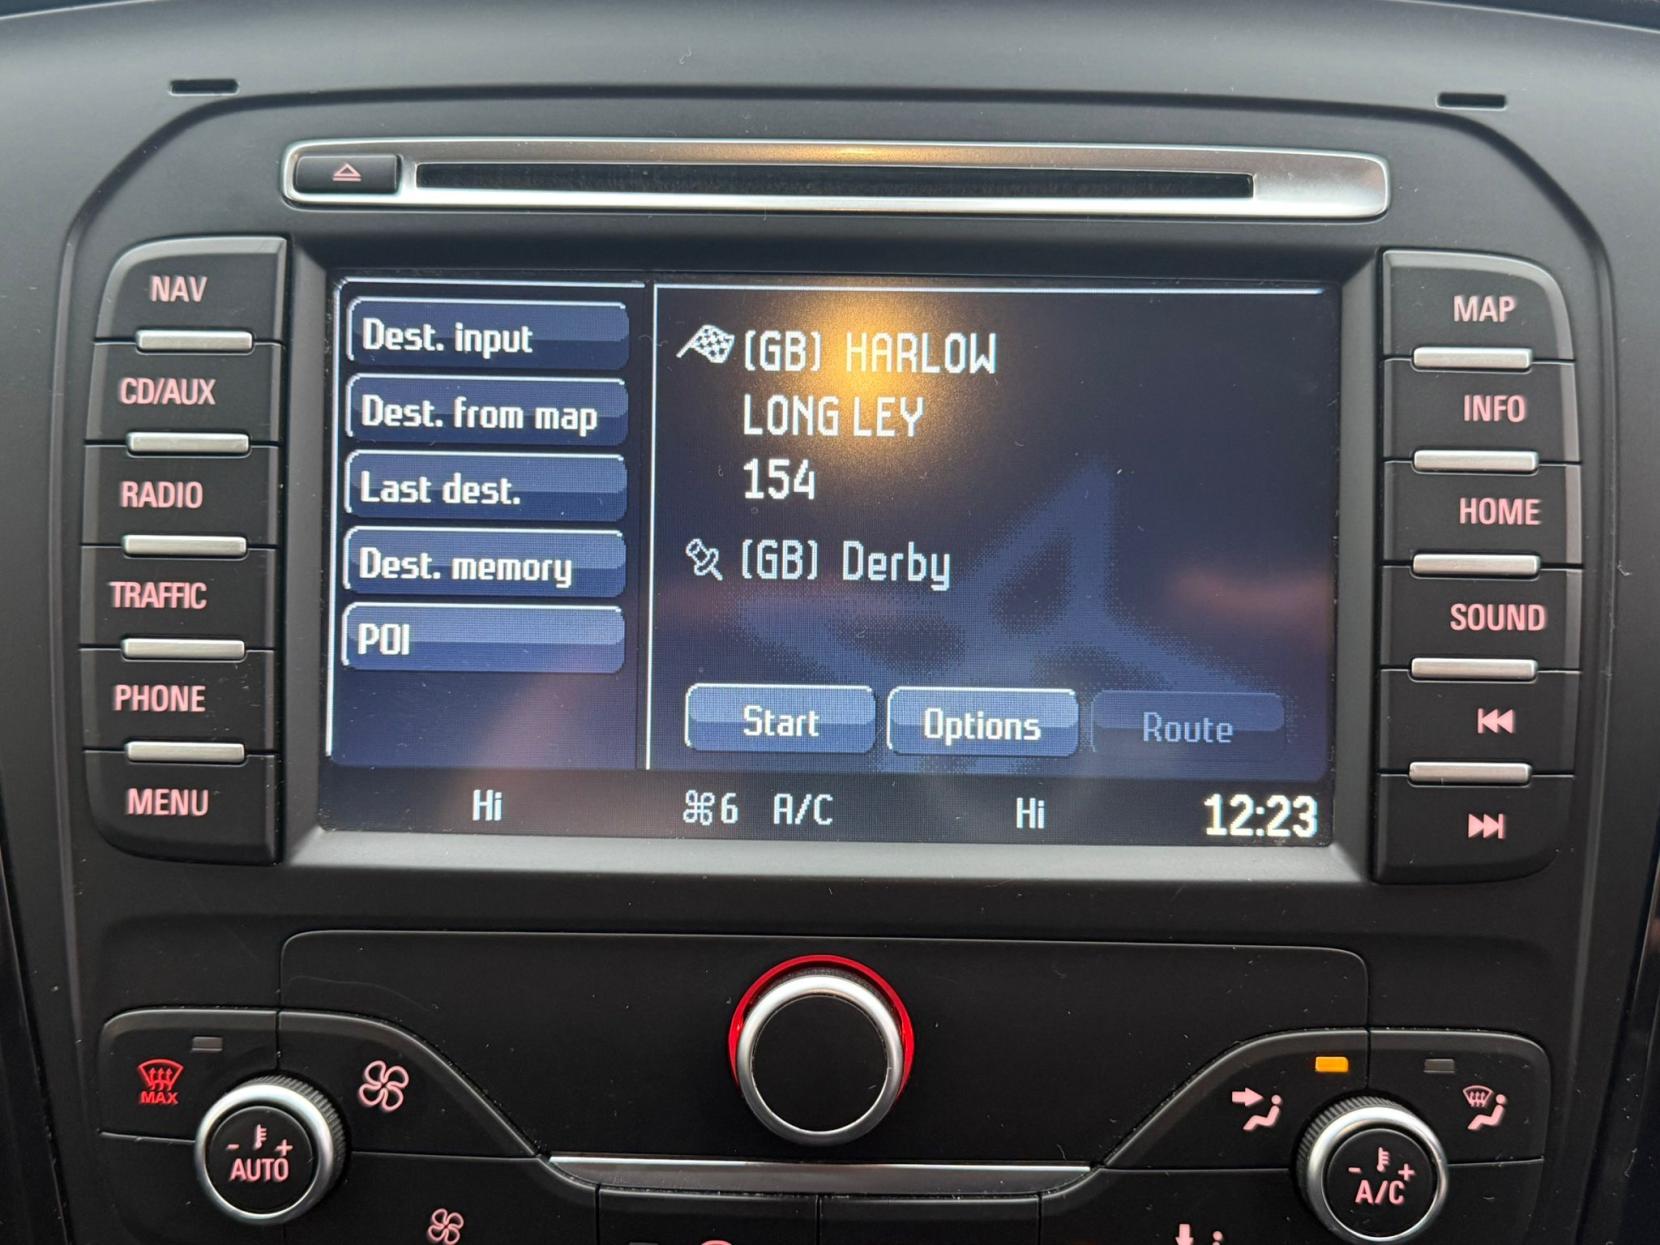 NAV
CD/AUX
RADIO
TRAFFIC
PHONE
MENU
Dest. input
Dest. from map
Last dest.
Dest. memory
POI
(GB) HARLOW
LONG LEY
154
(GB) Derby
Start
Options
Route
Hi
6
A/C
Hi
12:23
MAP
INFO
HOME
SOUND
MAX
- +
AUTO
- +
A/C